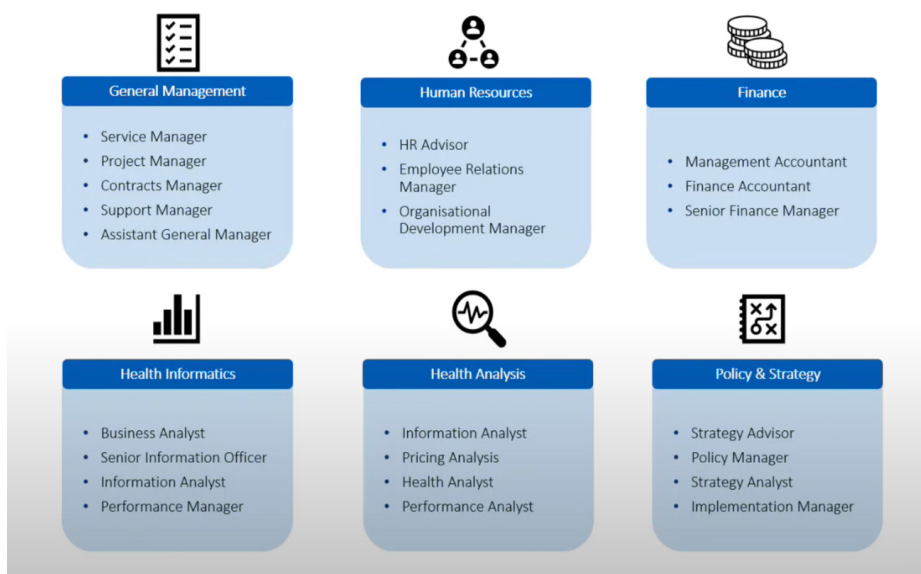 General Management
Service Manager
Project Manager
Contracts Manager
Support Manager
Assistant General Manager
Human Resources
HR Advisor
Employee Relations
Manager
Organisational
Development Manager
Finance
Management Accountant
Finance Accountant
Senior Finance Manager
Health Informatics
Business Analyst
Senior Information Officer
Information Analyst
Performance Manager
Health Analysis
Information Analyst
Pricing Analysis
Health Analyst
Performance Analyst
Policy & Strategy
Strategy Advisor
Policy Manager
Strategy Analyst
Implementation Manager